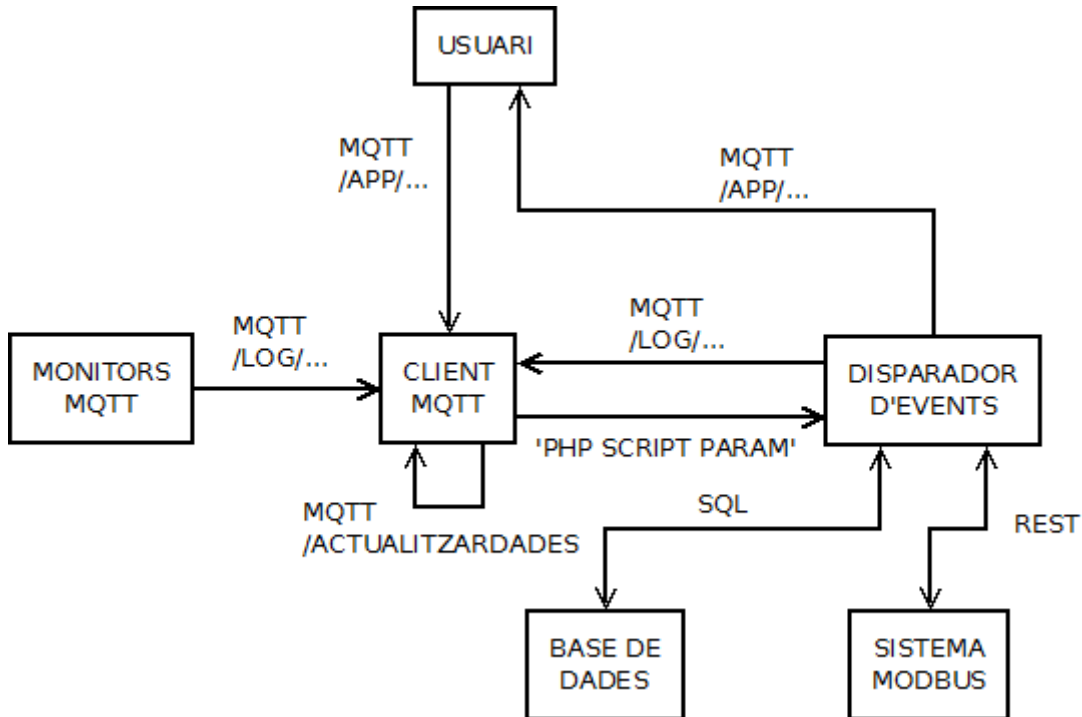 USUARI
MQTT
/APP/...
MQTT
/APP/...
MQTT
/LOG/...
MQTT
/LOG/...
MONITORS
MQTT
CLIENT
MQTT
DISPARADOR
D'EVENTS
'PHP SCRIPT PARAM'
MQTT
/ACTUALITZARDADES
SQL
REST
BASE DE
DADES
SISTEMA
MODBUS